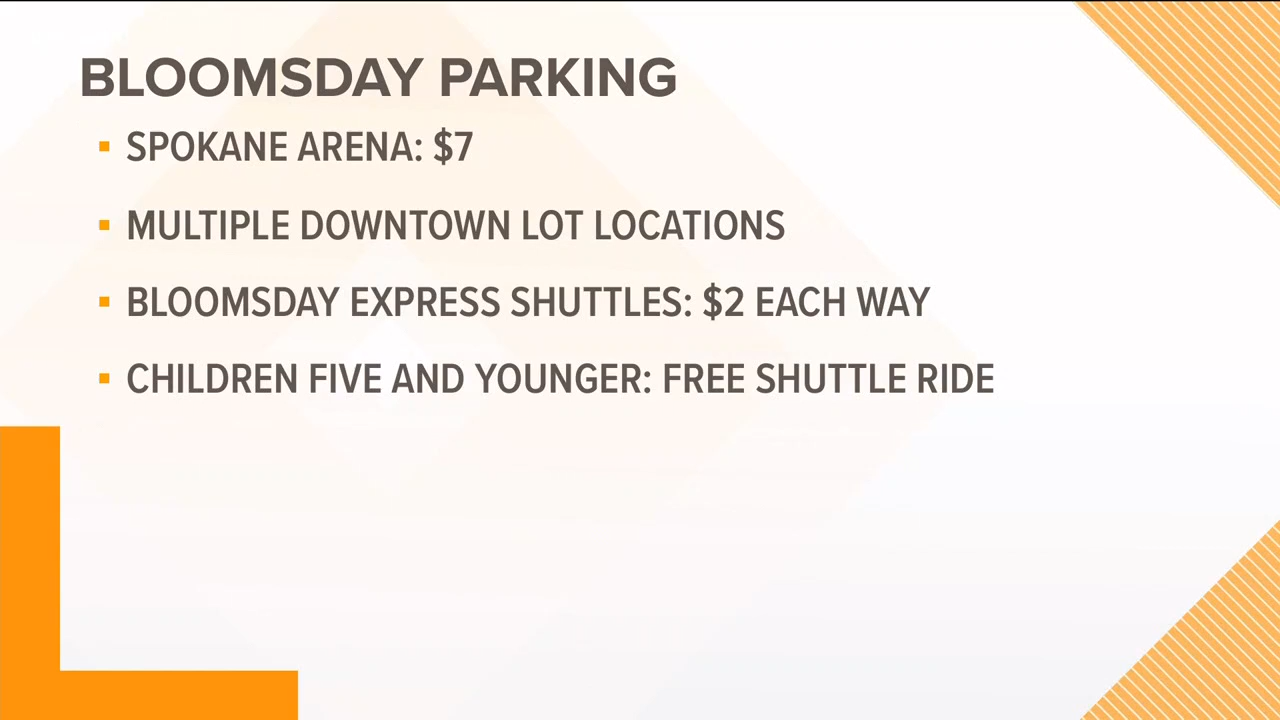 BLOOMSDAY PARKING
SPOKANE ARENA: $7
MULTIPLE DOWNTOWN LOT LOCATIONS
BLOOMSDAY EXPRESS SHUTTLES: $2 EACH WAY
CHILDREN FIVE AND YOUNGER: FREE SHUTTLE RIDE